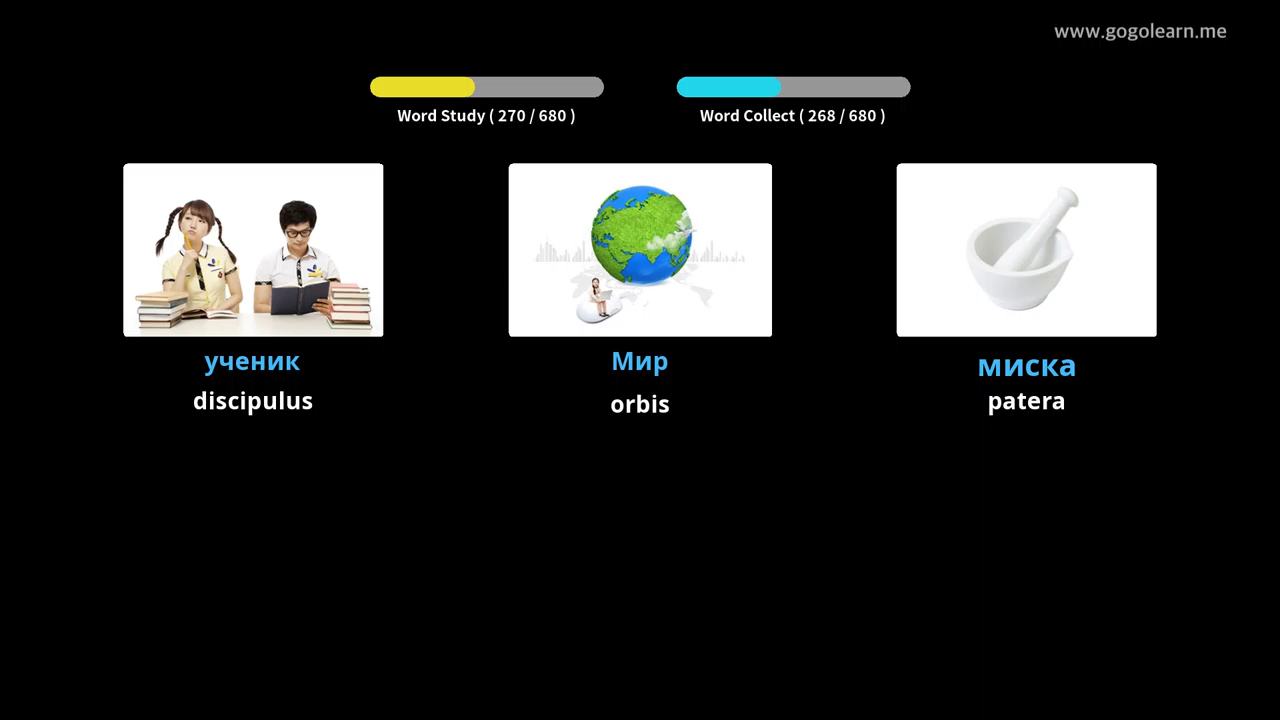 www.gogolearn.me
Word Study ( 270 / 680 )
Word Collect ( 268 / 680 )
ученик
discipulus
Мир
orbis
миска
patera